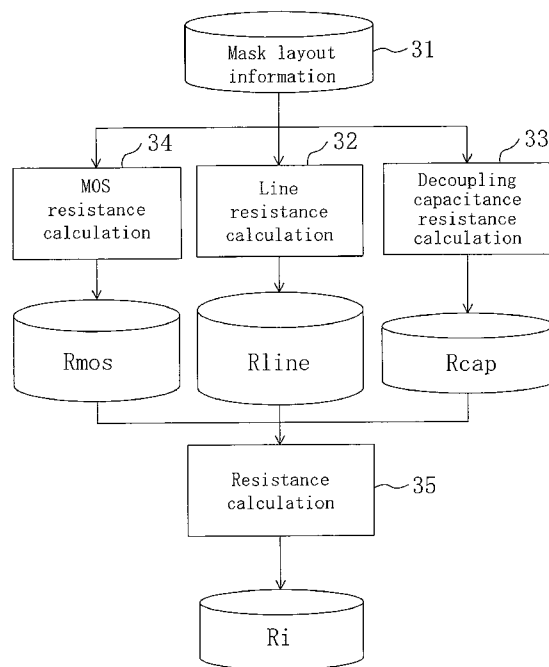 Mask layout
information
31
34
32
33
MOS
resistance
calculation
Line
resistance
calculation
Decoupling
capacitance
resistance
calculation
Rmos
Rline
Rcap
Resistance
calculation
35
Ri